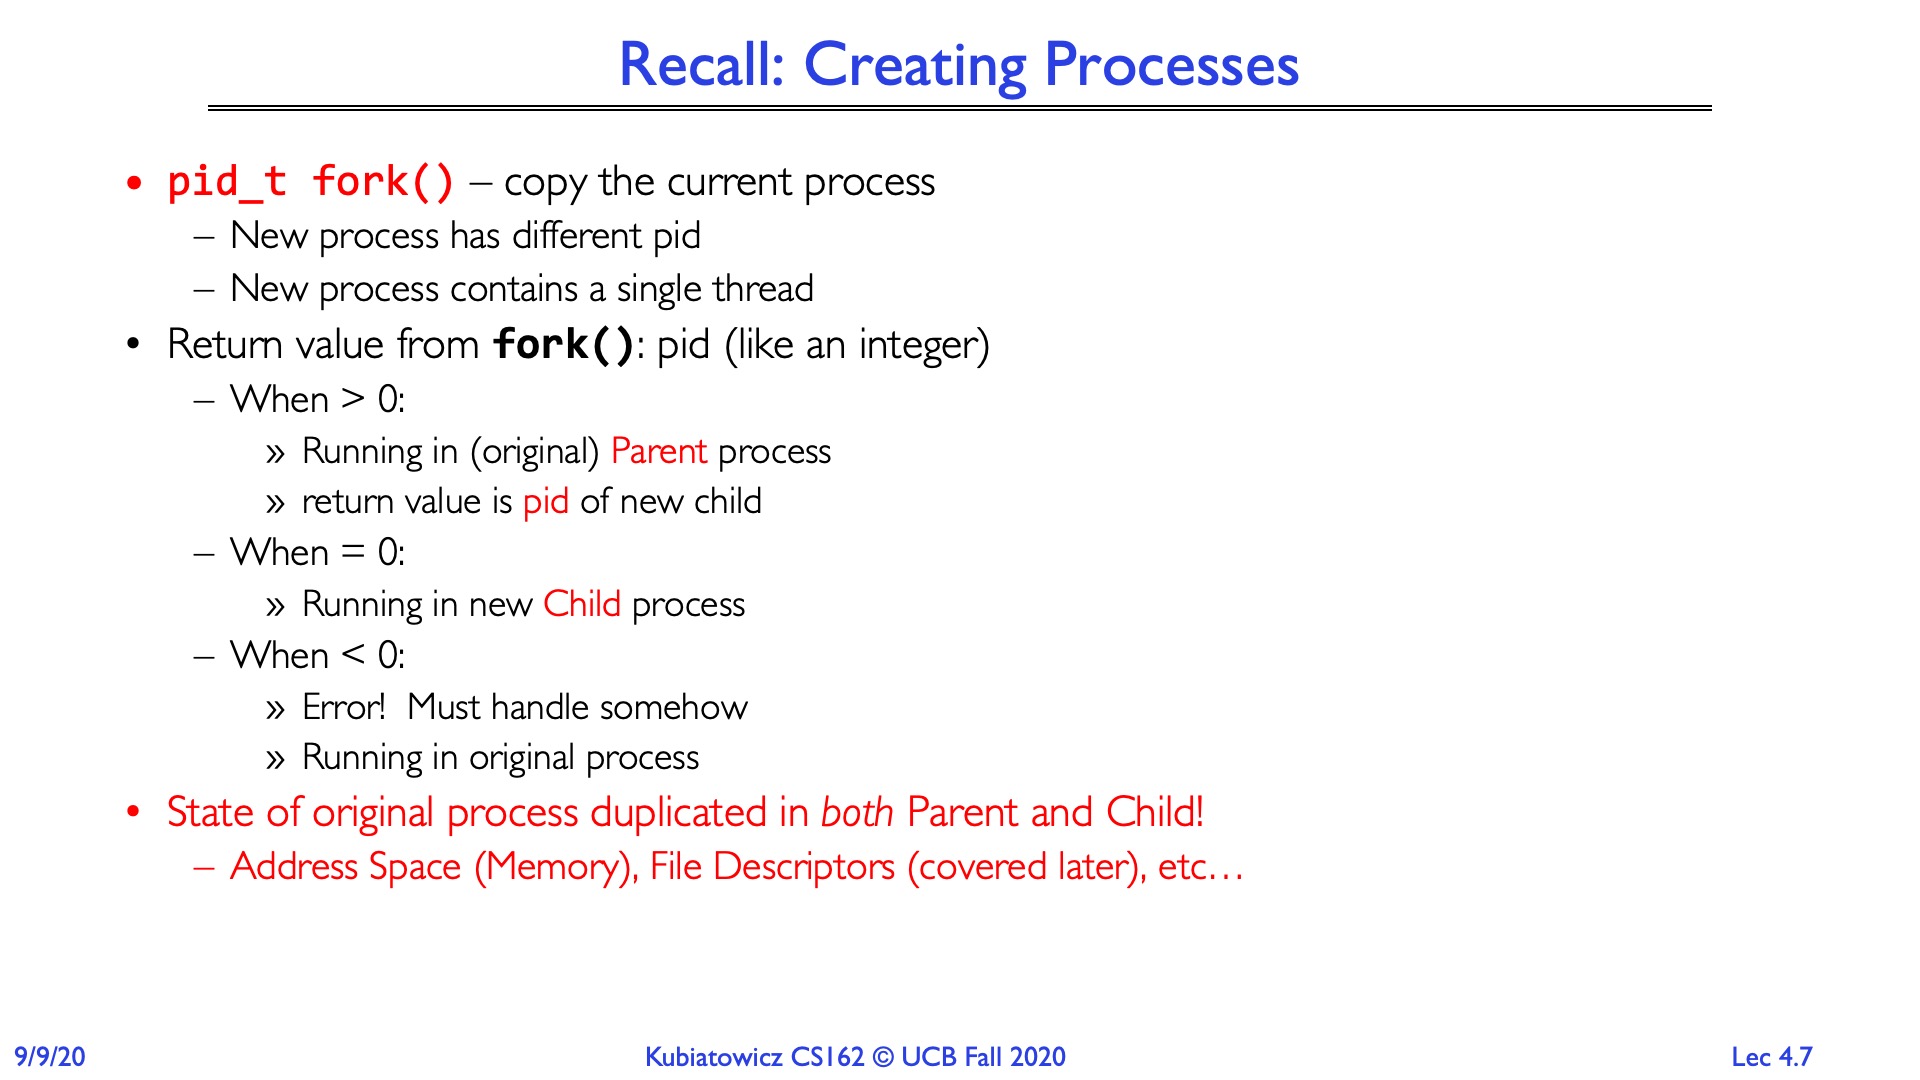 Recall: Creating Processes
• pid_t fork() – copy the current process
– New process has different pid
– New process contains a single thread
• Return value from fork(): pid (like an integer)
– When > 0:
» Running in (original) Parent process
» return value is pid of new child
– When = 0:
» Running in new Child process
– When < 0:
» Error!  Must handle somehow
» Running in original process
• State of original process duplicated in both Parent and Child!
– Address Space (Memory), File Descriptors (covered later), etc…
9/9/20
Kubiatowicz CS162 © UCB Fall 2020
Lec 4.7